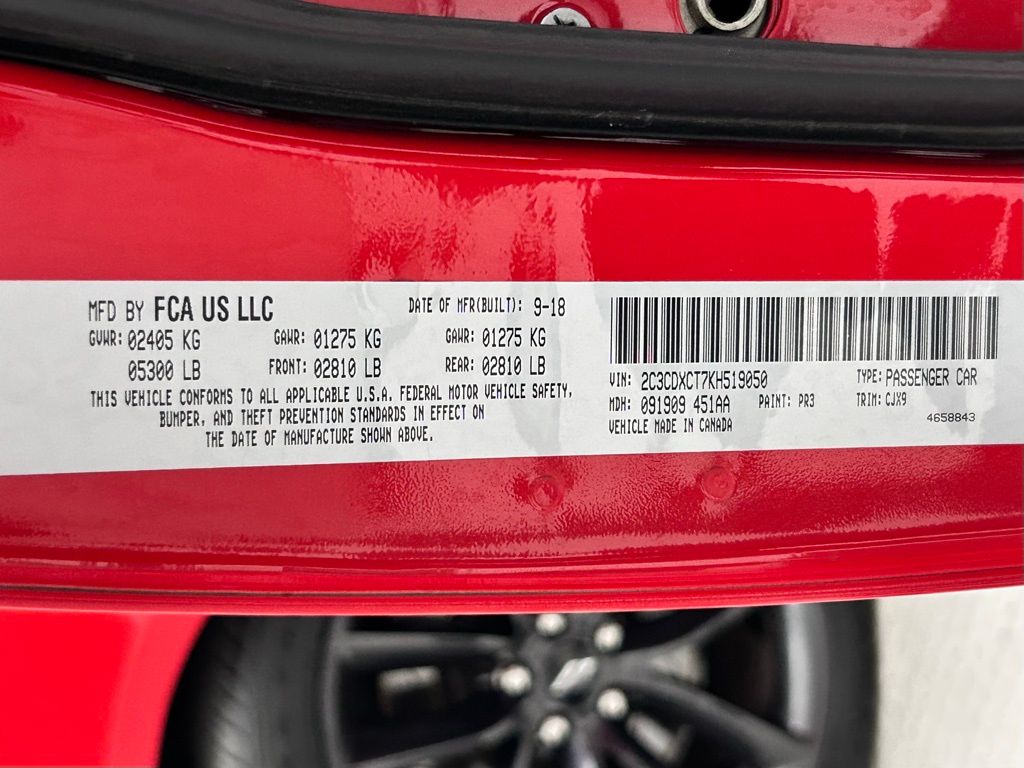 MFD BY FCA US LLC DATE OF MFR(BUILT): 9-18
GVWR: 02405 KG GAWR: 01275 KG GAWR: 01275 KG
05300 LB FRONT: 02810 LB REAR: 02810 LB
THIS VEHICLE CONFORMS TO ALL APPLICABLE U.S.A. FEDERAL MOTOR VEHICLE SAFETY,
BUMPER, AND THEFT PREVENTION STANDARDS IN EFFECT ON
THE DATE OF MANUFACTURE SHOWN ABOVE.
VIN: 2C3CDXCT7KH519050 TYPE: PASSENGER CAR
MDH: 091909 451AA PAINT: PR3 TRIM: CJX9
VEHICLE MADE IN CANADA 4658843